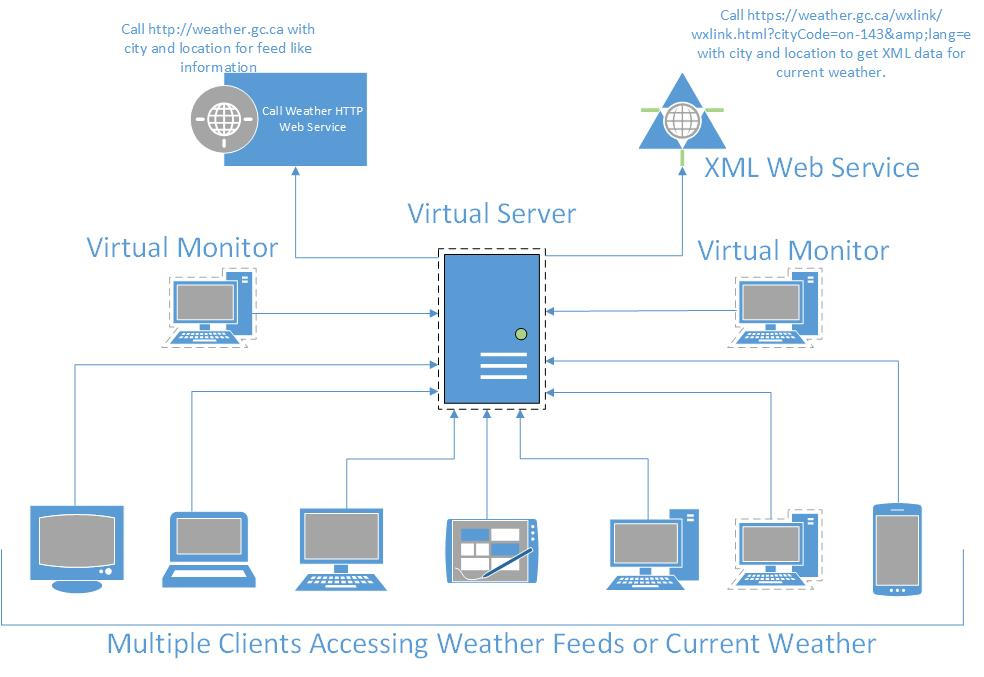 Call http://weather.gc.ca with
city and location for feed like
information
Call Weather HTTP
Web Service
Call https://weather.gc.ca/wxlink/
wxlink.html?cityCode=on-143&amp;lang=e
with city and location to get XML data for
current weather.
XML Web Service
Virtual Server
Virtual Monitor
Virtual Monitor
Multiple Clients Accessing Weather Feeds or Current Weather